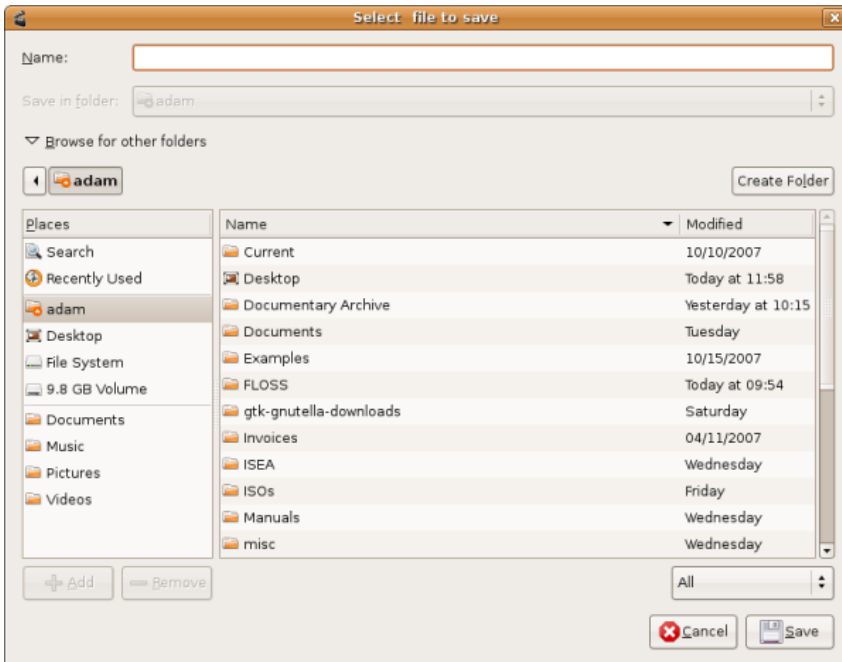 Select file to save
Name:
Save in folder: adam
Browse for other folders
adam
Create Folder
Places
Search
Recently Used
adam
Desktop
File System
9.8 GB Volume
Documents
Music
Pictures
Videos
Name Modified
Current 10/10/2007
Desktop Today at 11:58
Documentary Archive Yesterday at 10:15
Documents Tuesday
Examples 10/15/2007
FLOSS Today at 09:54
gtk-gnutella-downloads Saturday
Invoices 04/11/2007
ISEA Wednesday
ISOs Friday
Manuals Wednesday
misc Wednesday
Add Remove
All
Cancel Save